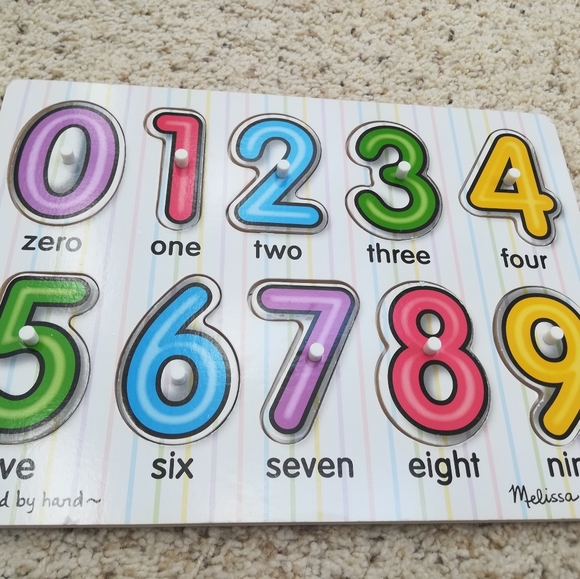 0 1 2 3 4
zero one two three four
5 6 7 8 9
ve six seven eight nin
d by hand~ Melissa